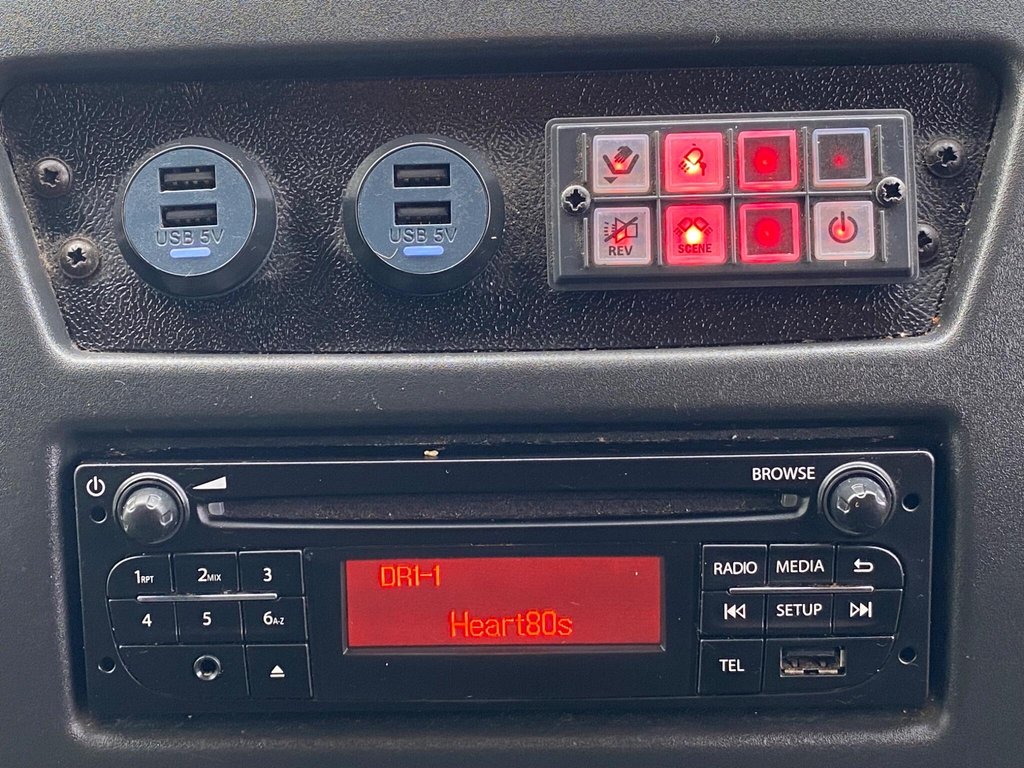 USB 5V
USB 5V
REV
SCENE
BROWSE
1RPT
2MIX
3
4
5
6A-Z
DR1-1
Heart80s
RADIO
MEDIA
SETUP
TEL